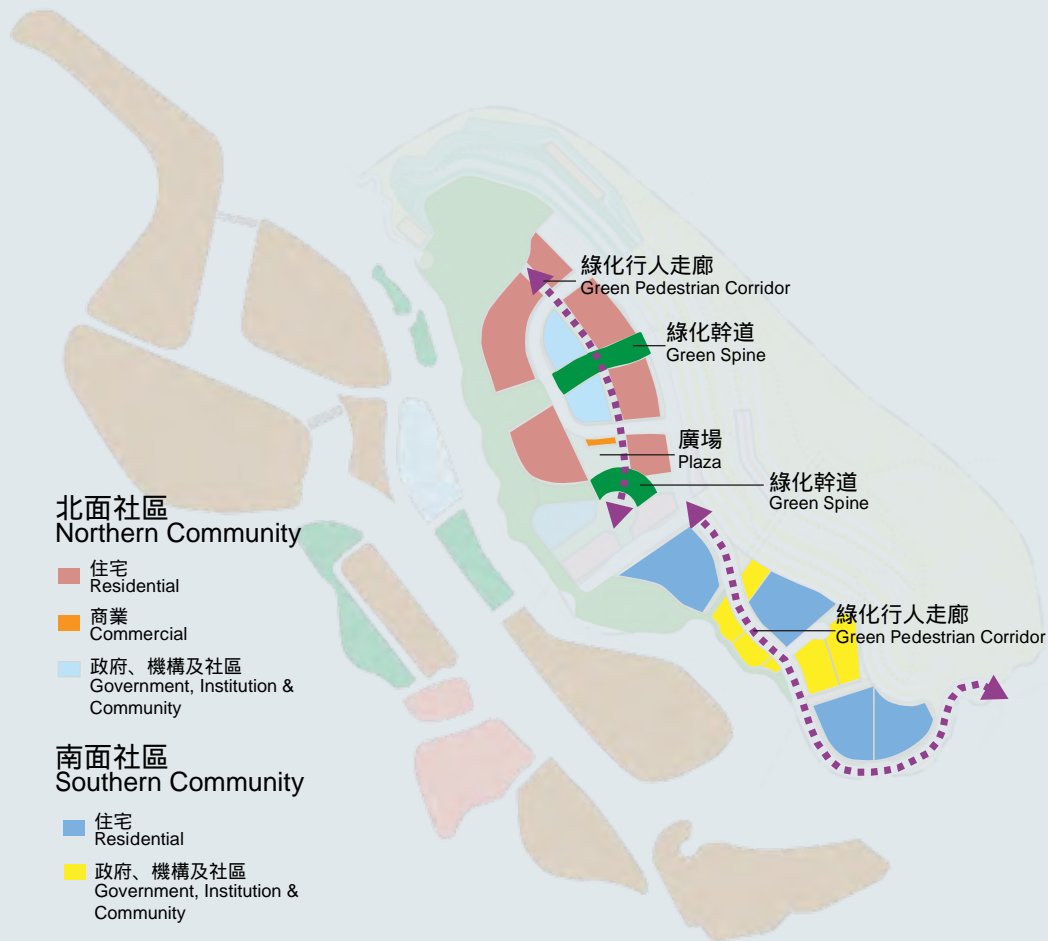 綠化行人走廊
Green Pedestrian Corridor
綠化幹道
Green Spine
廣場
Plaza
綠化幹道
Green Spine
綠化行人走廊
Green Pedestrian Corridor
北面社區
Northern Community
住宅
Residential
商業
Commercial
政府、機構及社區
Government, Institution &
Community
南面社區
Southern Community
住宅
Residential
政府、機構及社區
Government, Institution &
Community